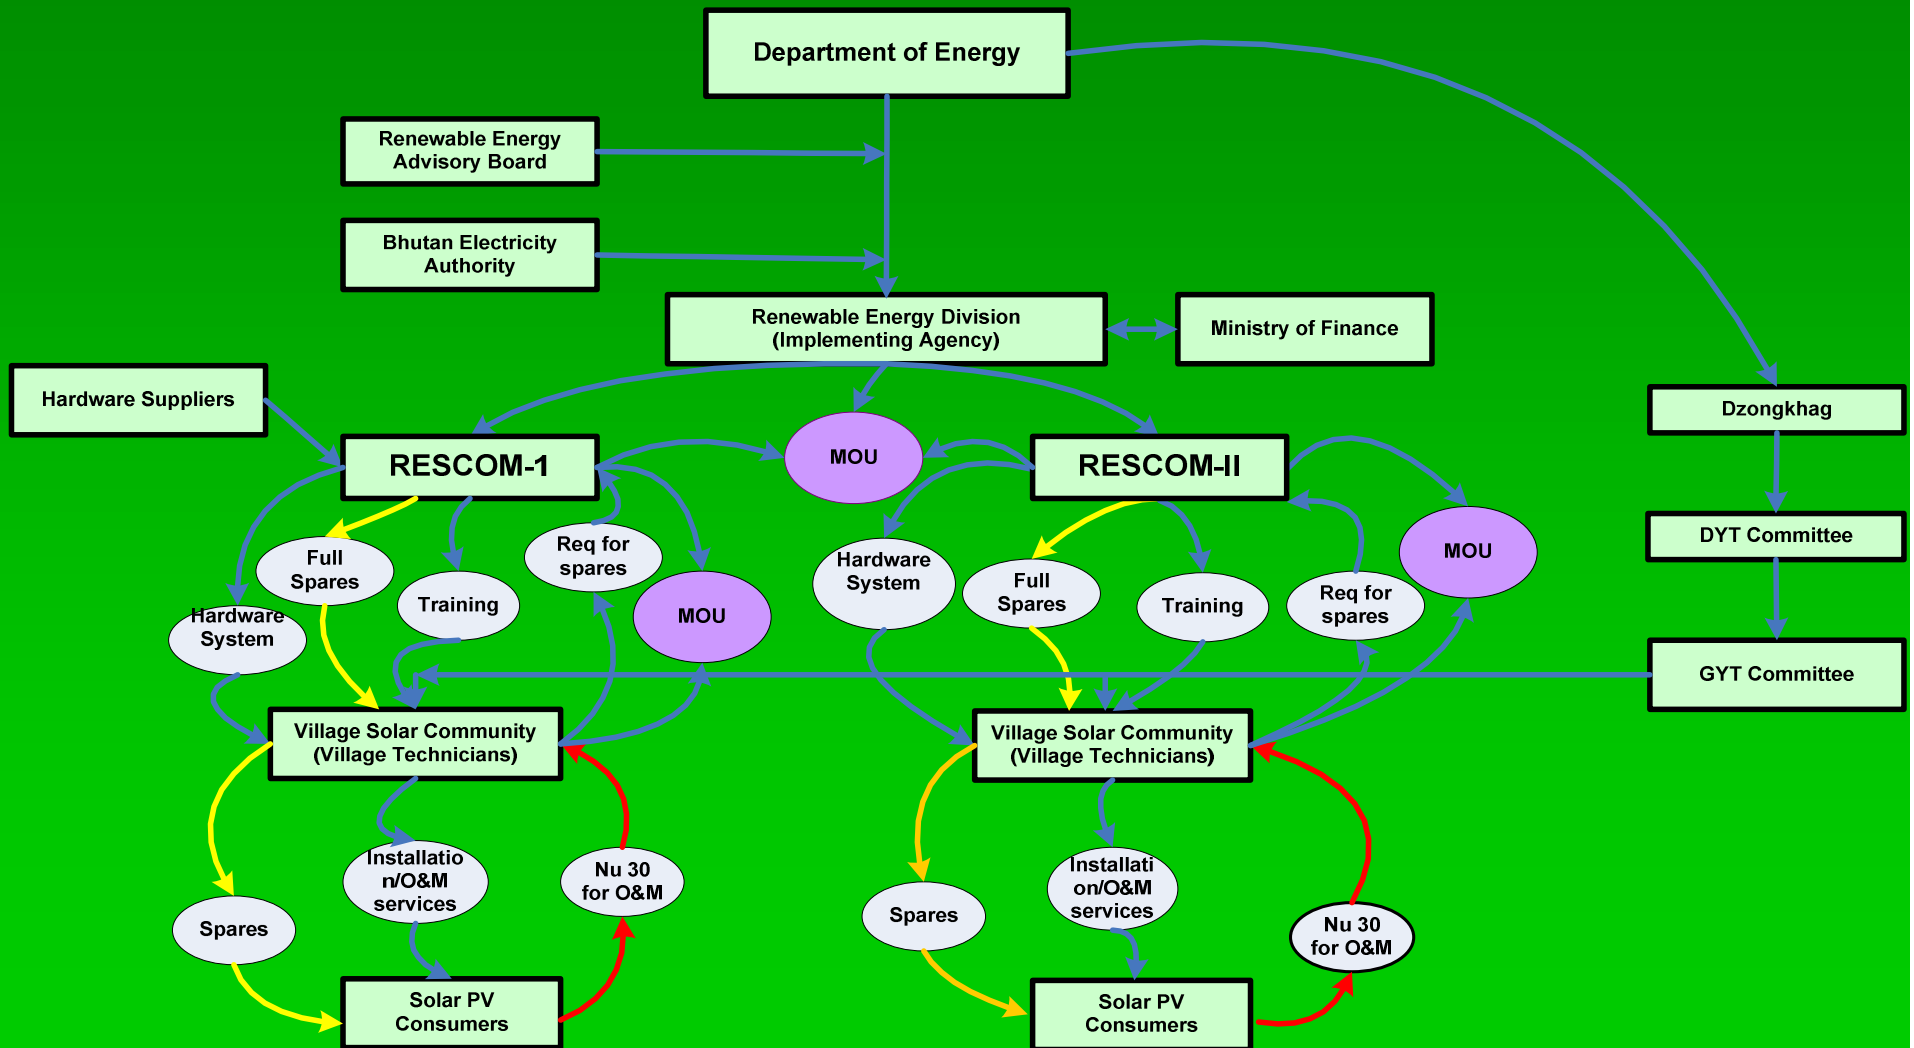 Department of Energy
Renewable Energy
Advisory Board
Bhutan Electricity
Authority
Renewable Energy Division
(Implementing Agency)
Ministry of Finance
Hardware Suppliers
Dzongkhag
RESCOM-1
MOU
RESCOM-II
Full
Spares
Training
Req for
spares
Hardware
System
MOU
Hardware
System
Full
Spares
Training
Req for
spares
MOU
DYT Committee
GYT Committee
Village Solar Community
(Village Technicians)
Village Solar Community
(Village Technicians)
Spares
Installatio
n/O&M
services
Nu 30
for O&M
Spares
Installati
on/O&M
services
Nu 30
for O&M
Solar PV
Consumers
Solar PV
Consumers